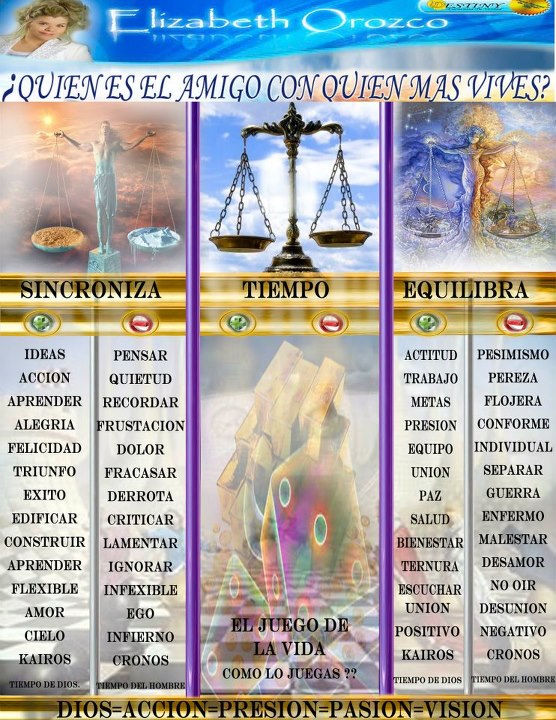 Elizabeth Orozco
DESTINY
¿QUIEN ES EL AMIGO CON QUIEN MAS VIVES?
SINCRONIZA
IDEAS
ACCION
APRENDER
ALEGRIA
FELICIDAD
TRIUNFO
EXITO
EDIFICAR
CONSTRUIR
APRENDER
FLEXIBLE
AMOR
CIELO
KAIROS
TIEMPO DE DIOS.
PENSAR
QUIETUD
RECORDAR
FRUSTACION
DOLOR
FRACASAR
DERROTA
CRITICAR
LAMENTAR
IGNORAR
INFEXIBLE
EGO
INFIERNO
CRONOS
TIEMPO DEL HOMBRE
TIEMPO
EL JUEGO DE
LA VIDA
COMO LO JUEGAS ??
EQUILIBRA
ACTITUD
TRABAJO
METAS
PRESION
EQUIPO
UNION
PAZ
SALUD
BIENESTAR
TERNURA
ESCUCHAR
UNION
POSITIVO
KAIROS
TIEMPO DE DIOS
PESIMISMO
PEREZA
FLOJERA
CONFORME
INDIVIDUAL
SEPARAR
GUERRA
ENFERMO
MALESTAR
DESAMOR
NO OIR
DESUNION
NEGATIVO
CRONOS
TIEMPO DEL HOMBRE
DIOS=ACCION=PRESION=PASION=VISION